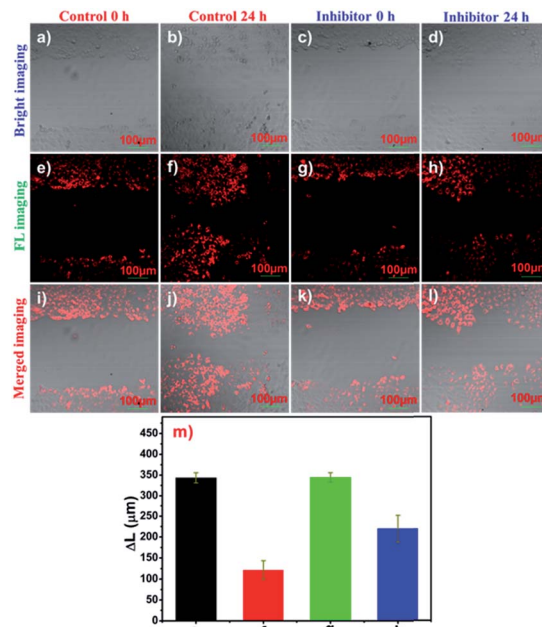 Control 0 h Control 24 h Inhibitor 0 h Inhibitor 24 h
Bright imaging
a) b) c) d)
100μm 100μm 100μm 100μm
FL imaging
e) f) g) h)
100μm 100μm 100μm 100μm
Merged imaging
i) j) k) l)
100μm 100μm 100μm 100μm
m)
ΔL (μm)
450
400
350
300
250
200
150
100
50
0